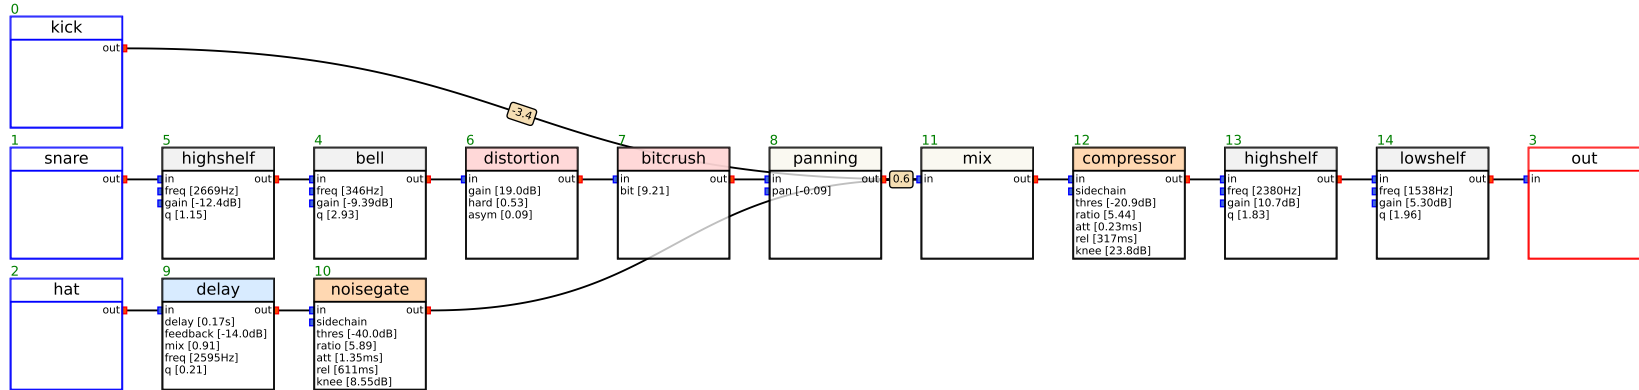 0
kick
out
-3.4
1
snare
out
5
highshelf
in out
freq [2669Hz]
gain [-12.4dB]
q [1.15]
4
bell
in out
freq [346Hz]
gain [-9.39dB]
q [2.93]
6
distortion
in out
gain [19.0dB]
hard [0.53]
asym [0.09]
7
bitcrush
in out
bit [9.21]
8
panning
in out
pan [-0.09]
0.6
11
mix
in out
12
compressor
in out
sidechain
thres [-20.9dB]
ratio [5.44]
att [0.23ms]
rel [317ms]
knee [23.8dB]
13
highshelf
in out
freq [2380Hz]
gain [10.7dB]
q [1.83]
14
lowshelf
in out
freq [1538Hz]
gain [5.30dB]
q [1.96]
3
out
in
2
hat
out
9
delay
in out
delay [0.17s]
feedback [-14.0dB]
mix [0.91]
freq [2595Hz]
q [0.21]
10
noisegate
in out
sidechain
thres [-40.0dB]
ratio [5.89]
att [1.35ms]
rel [611ms]
knee [8.55dB]